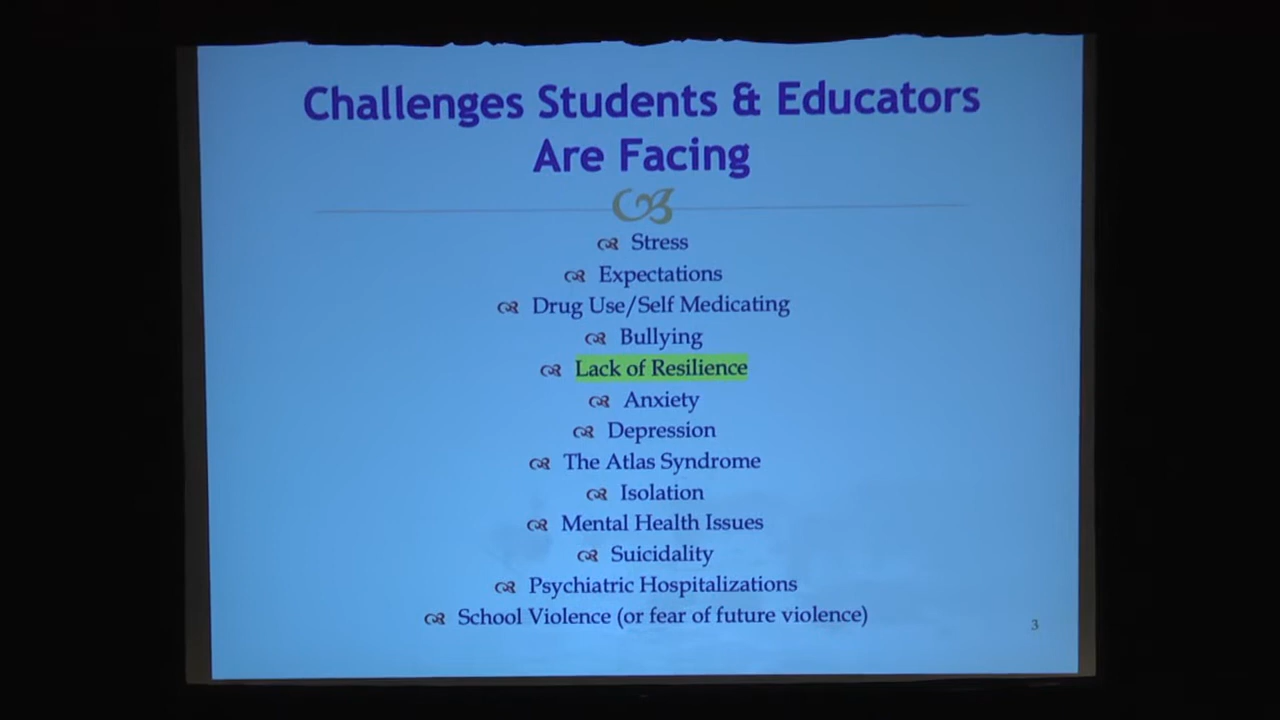 Challenges Students & Educators
Are Facing
Stress
Expectations
Drug Use/Self Medicating
Bullying
Lack of Resilience
Anxiety
Depression
The Atlas Syndrome
Isolation
Mental Health Issues
Suicidality
Psychiatric Hospitalizations
School Violence (or fear of future violence)
3